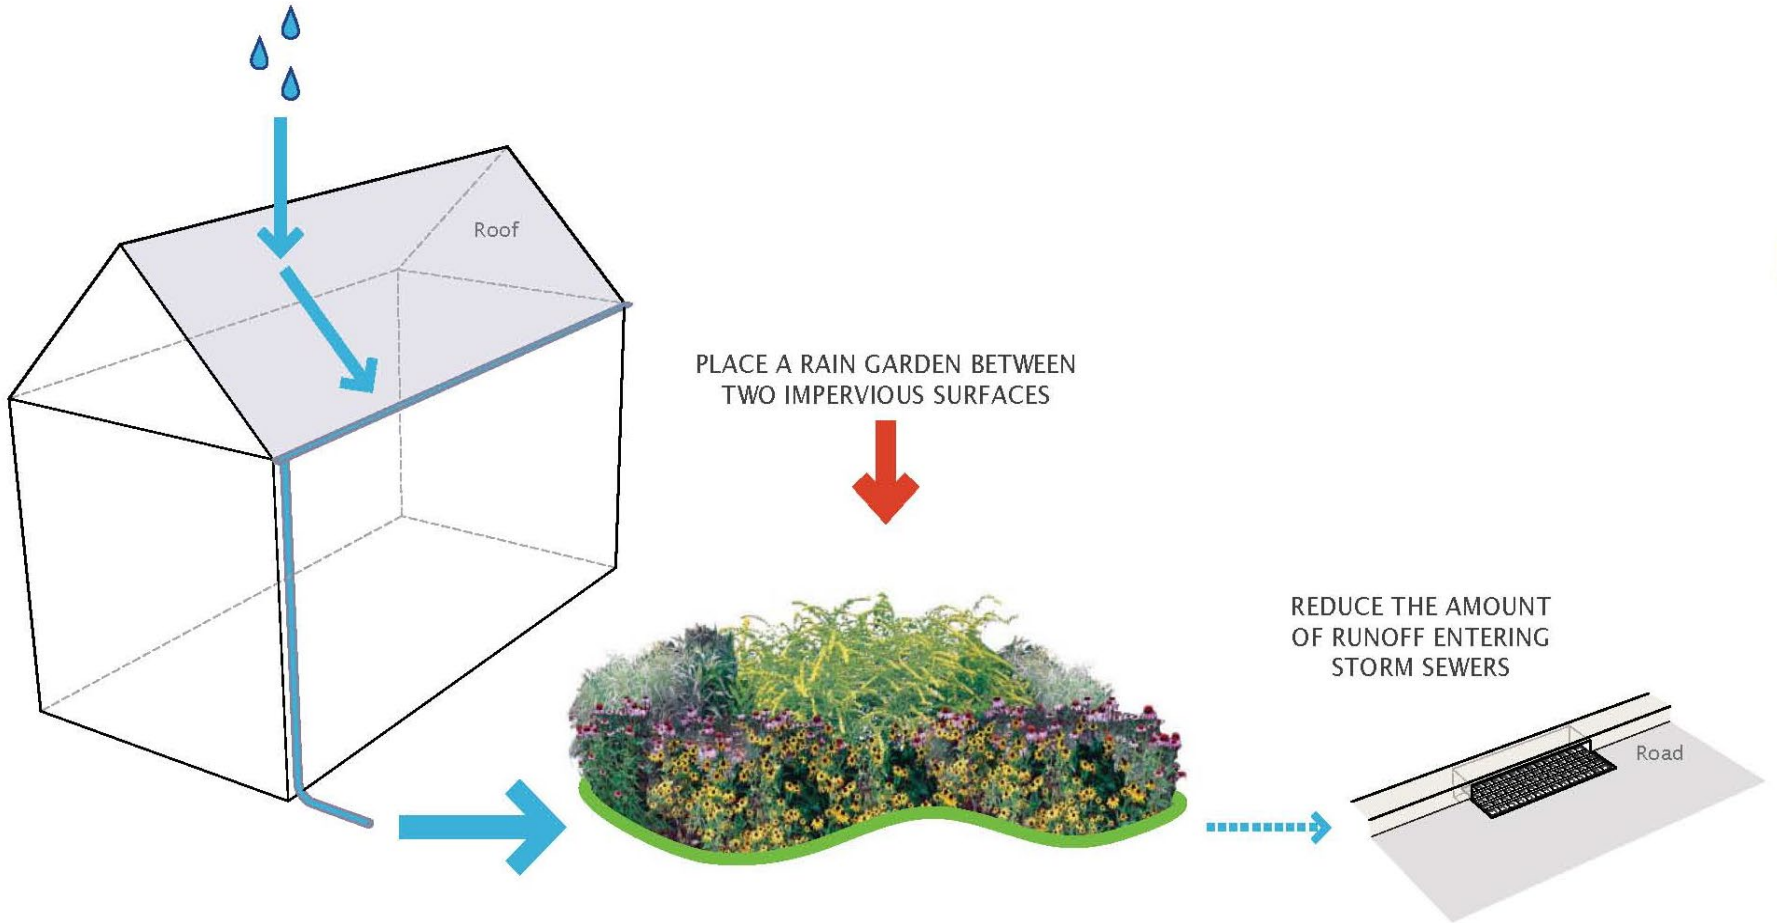 Roof
PLACE A RAIN GARDEN BETWEEN
TWO IMPERVIOUS SURFACES
REDUCE THE AMOUNT
OF RUNOFF ENTERING
STORM SEWERS
Road